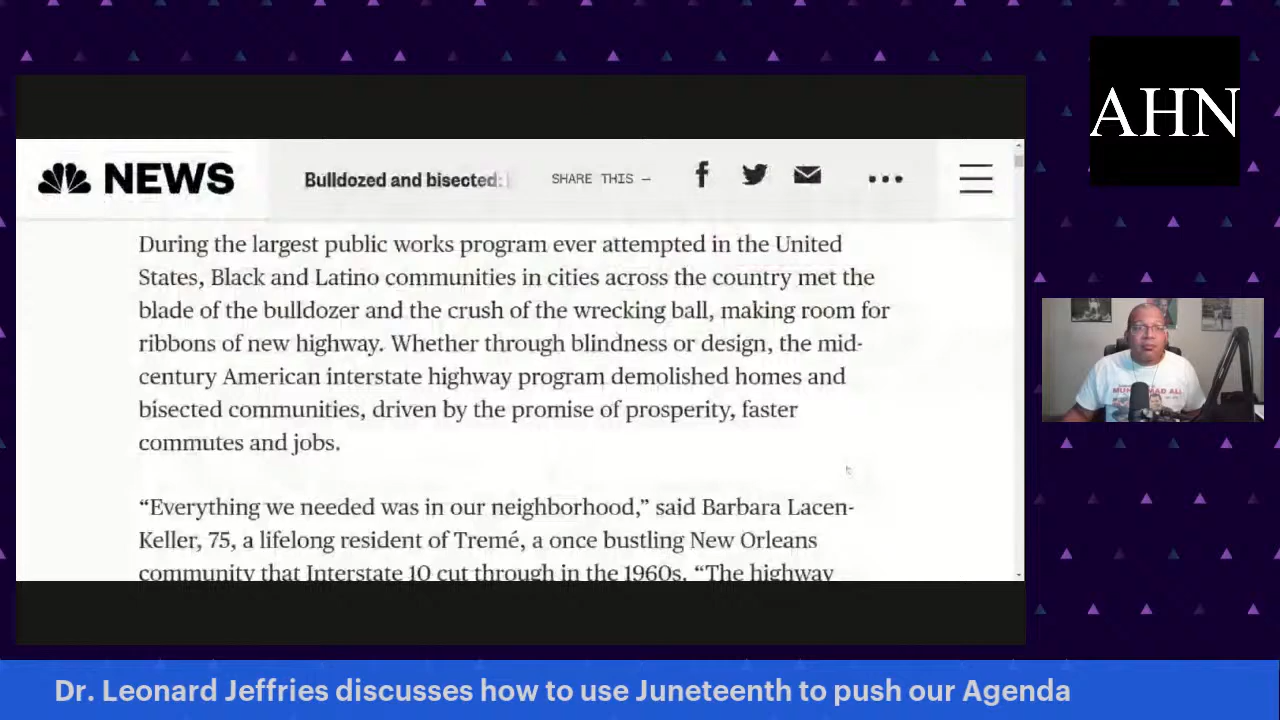 AHN
NEWS
Bulldozed and bisected:
SHARE THIS —
During the largest public works program ever attempted in the United
States, Black and Latino communities in cities across the country met the
blade of the bulldozer and the crush of the wrecking ball, making room for
ribbons of new highway. Whether through blindness or design, the mid-
century American interstate highway program demolished homes and
bisected communities, driven by the promise of prosperity, faster
commutes and jobs.
“Everything we needed was in our neighborhood,” said Barbara Lacen-
Keller, 75, a lifelong resident of Tremé, a once bustling New Orleans
community that Interstate 10 cut through in the 1960s. “The highway
MUHAMMAD ALI
Dr. Leonard Jeffries discusses how to use Juneteenth to push our Agenda